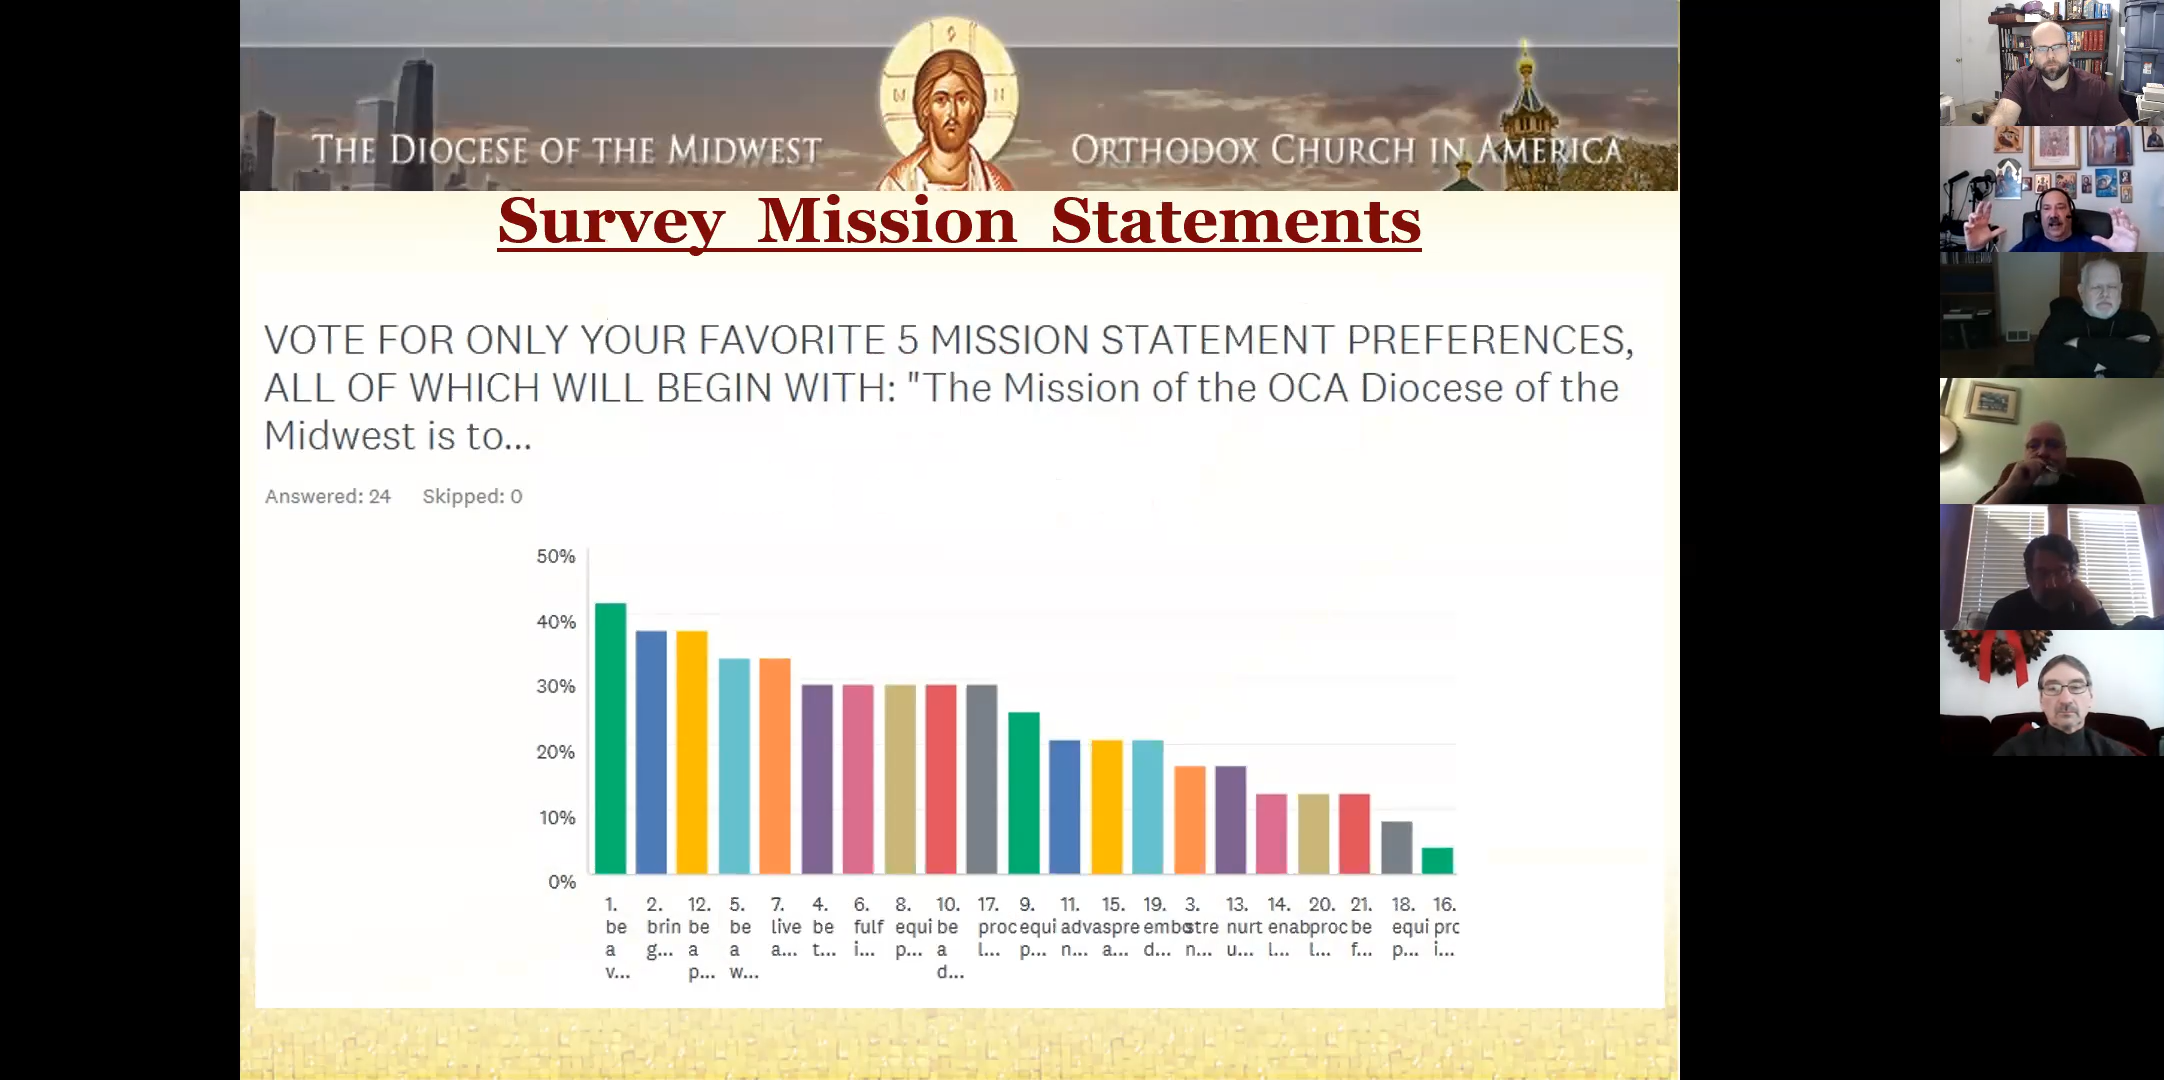 THE DIOCESE OF THE MIDWEST
ORTHODOX CHURCH IN AMERICA
Survey Mission Statements
VOTE FOR ONLY YOUR FAVORITE 5 MISSION STATEMENT PREFERENCES,
ALL OF WHICH WILL BEGIN WITH: "The Mission of the OCA Diocese of the
Midwest is to...
Answered: 24 Skipped: 0
50%
40%
30%
20%
10%
0%
1. 2. 12. 5. 7. 4. 6. 8. 10. 17. 9. 11. 15. 19. 3. 13. 14. 20. 21. 18. 16.
be brin be be live be fulf equi be proc equi adva spre embo stre nurt enab proc be equi pro
a g... a a a... t... i... p... a l... p... n... a... d... n... u... l... l... f... p... i...
v... p... w... d...